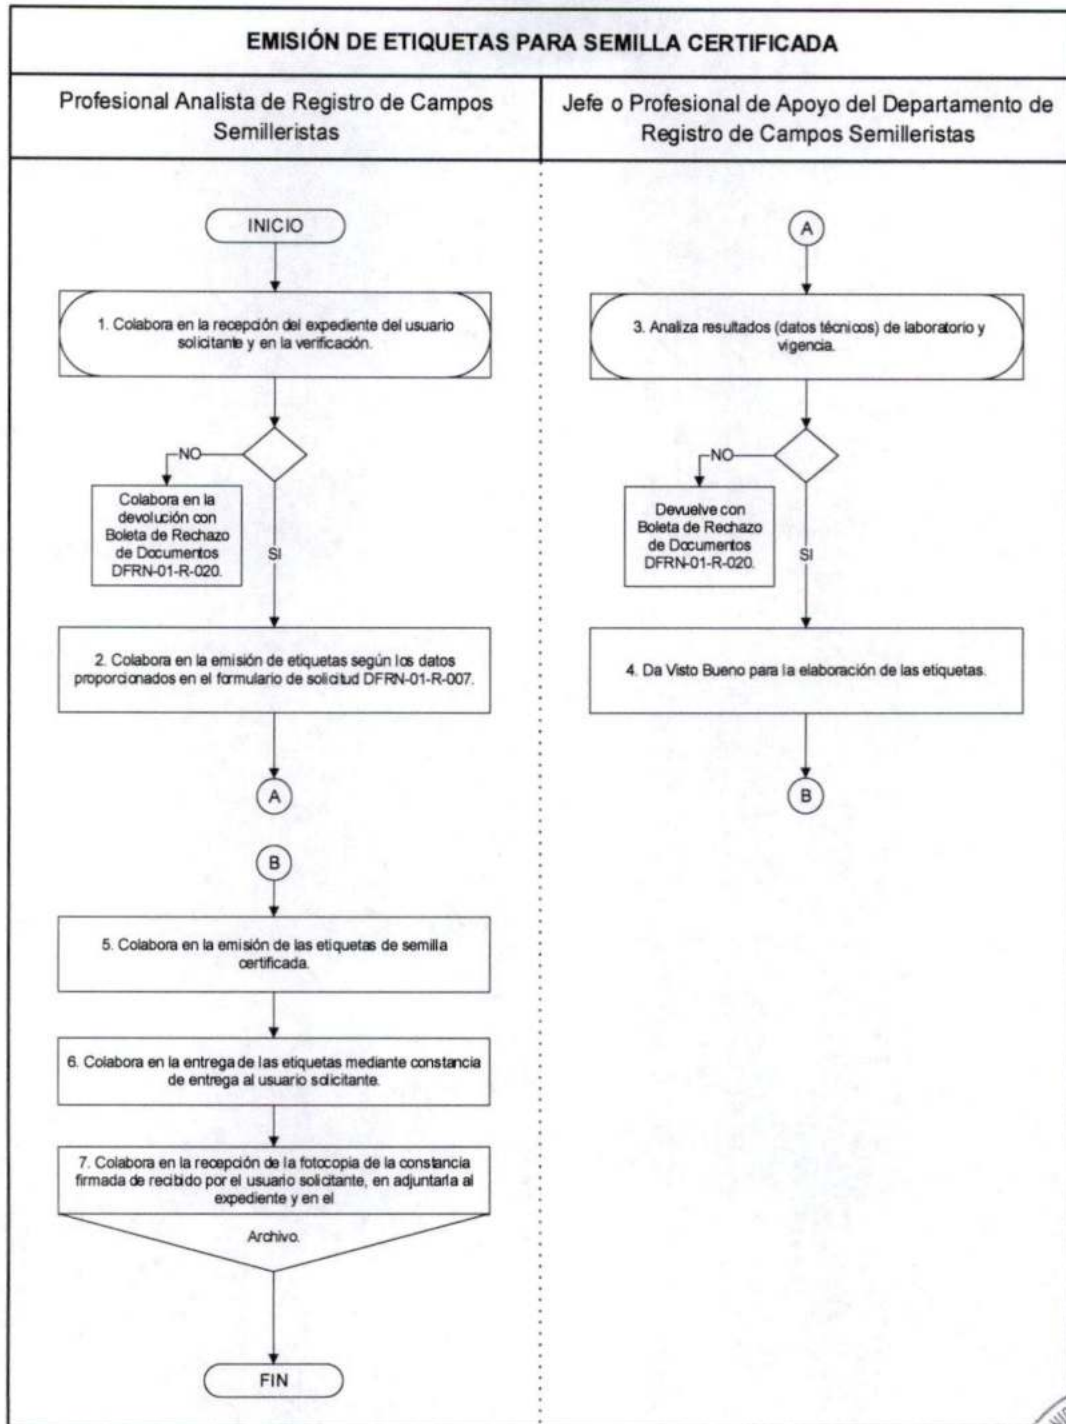 EMISIÓN DE ETIQUETAS PARA SEMILLA CERTIFICADA
Profesional Analista de Registro de Campos
Semilleristas
Jefe o Profesional de Apoyo del Departamento de
Registro de Campos Semilleristas
INICIO
1. Colabora en la recepción del expediente del usuario
solicitante y en la verificación.
NO
Colabora en la
devolución con
Boleta de Rechazo
de Documentos
DFRN-01-R-020.
SI
2. Colabora en la emisión de etiquetas según los datos
proporcionados en el formulario de solicitud DFRN-01-R-007.
A
A
3. Analiza resultados (datos técnicos) de laboratorio y
vigencia.
NO
Devuelve con
Boleta de Rechazo
de Documentos
DFRN-01-R-020.
SI
4. Da Visto Bueno para la elaboración de las etiquetas.
B
B
5. Colabora en la emisión de las etiquetas de semilla
certificada.
6. Colabora en la entrega de las etiquetas mediante constancia
de entrega al usuario solicitante.
7. Colabora en la recepción de la fotocopia de la constancia
firmada de recibido por el usuario solicitante, en adjuntarla al
expediente y en el
Archivo.
FIN